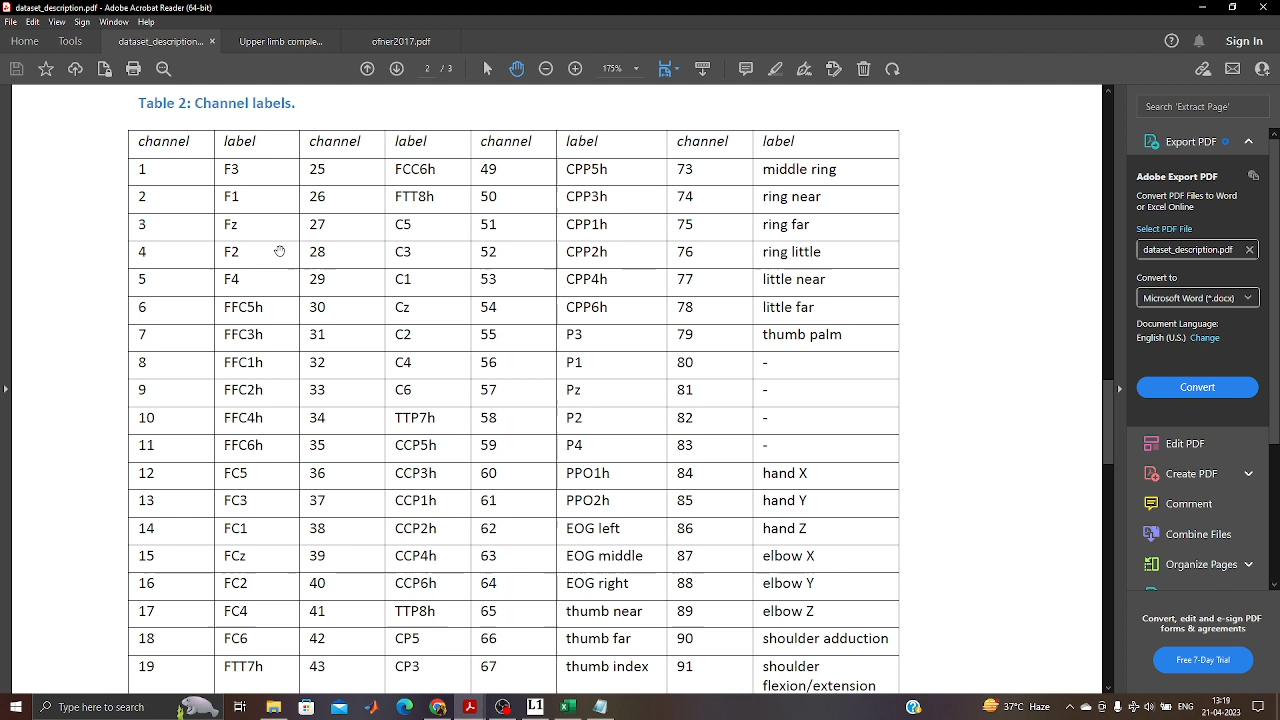 dataset_description.pdf - Adobe Acrobat Reader (64-bit)
File Edit View Sign Window Help
Home Tools dataset_description... × Upper limb comple... ofner2017.pdf Sign In
2 / 3 175%
Table 2: Channel labels.
channel label channel label channel label channel label
1 F3 25 FCC6h 49 CPP5h 73 middle ring
2 F1 26 FTT8h 50 CPP3h 74 ring near
3 Fz 27 C5 51 CPP1h 75 ring far
4 F2 28 C3 52 CPP2h 76 ring little
5 F4 29 C1 53 CPP4h 77 little near
6 FFC5h 30 Cz 54 CPP6h 78 little far
7 FFC3h 31 C2 55 P3 79 thumb palm
8 FFC1h 32 C4 56 P1 80 -
9 FFC2h 33 C6 57 Pz 81 -
10 FFC4h 34 TTP7h 58 P2 82 -
11 FFC6h 35 CCP5h 59 P4 83 -
12 FC5 36 CCP3h 60 PPO1h 84 hand X
13 FC3 37 CCP1h 61 PPO2h 85 hand Y
14 FC1 38 CCP2h 62 EOG left 86 hand Z
15 FCz 39 CCP4h 63 EOG middle 87 elbow X
16 FC2 40 CCP6h 64 EOG right 88 elbow Y
17 FC4 41 TTP8h 65 thumb near 89 elbow Z
18 FC6 42 CP5 66 thumb far 90 shoulder adduction
19 FTT7h 43 CP3 67 thumb index 91 shoulder
flexion/extension
Search 'Extract Page'
Export PDF
Adobe Export PDF
Convert PDF Files to Word
or Excel Online
Select PDF File
dataset_description.pdf
Convert to
Microsoft Word (*.docx)
Document Language:
English (U.S.) Change
Convert
Edit PDF
Create PDF
Comment
Combine Files
Organize Pages
Convert, edit and e-sign PDF
forms & agreements
Free 7-Day Trial
Type here to search
L1
37°C Haze
ENG
13:19
21-04-2023